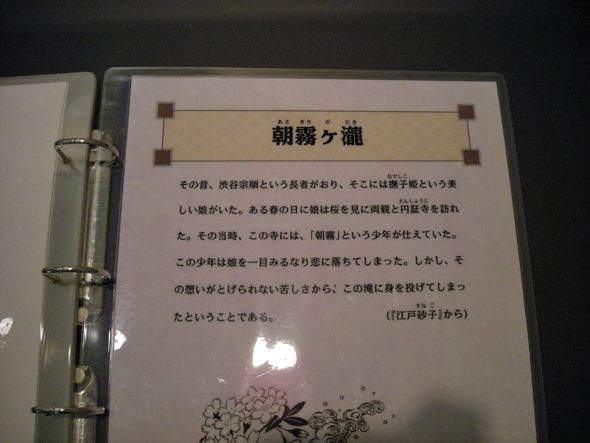 あさ ぎり が たき
朝霧ヶ瀧
なでしこ
その昔、渋谷宗順という長者がおり、そこには撫子姫という美
えんしょうじ
しい娘がいた。ある春の日に娘は桜を見に両親と円証寺を訪れ
た。その当時、この寺には、「朝霧」という少年が仕えていた。
この少年は娘を一目みるなり恋に落ちてしまった。しかし、そ
の想いがとげられない苦しさから、この滝に身を投げてしまっ
すな ご
たということである。 (『江戸砂子』から)